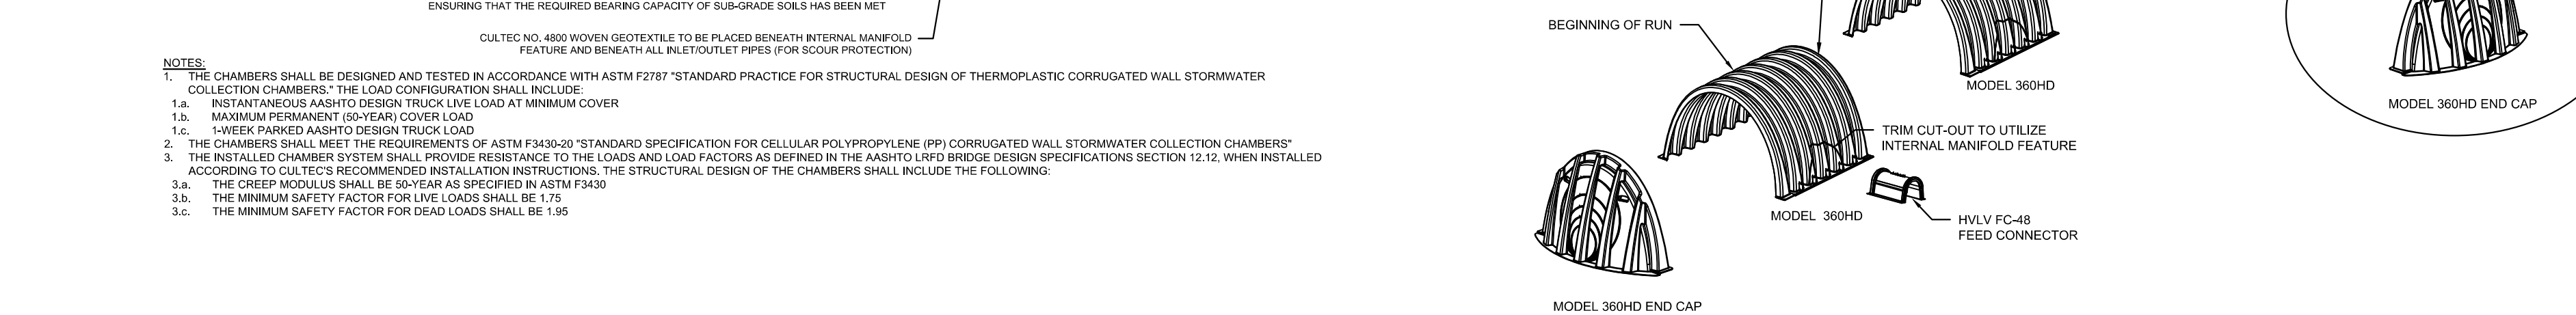 ENSURING THAT THE REQUIRED BEARING CAPACITY OF SUB-GRADE SOILS HAS BEEN MET
CULTEC NO. 4800 WOVEN GEOTEXTILE TO BE PLACED BENEATH INTERNAL MANIFOLD
FEATURE AND BENEATH ALL INLET/OUTLET PIPES (FOR SCOUR PROTECTION)
NOTES:
1. THE CHAMBERS SHALL BE DESIGNED AND TESTED IN ACCORDANCE WITH ASTM F2787 "STANDARD PRACTICE FOR STRUCTURAL DESIGN OF THERMOPLASTIC CORRUGATED WALL STORMWATER
COLLECTION CHAMBERS." THE LOAD CONFIGURATION SHALL INCLUDE:
1.a. INSTANTANEOUS AASHTO DESIGN TRUCK LIVE LOAD AT MINIMUM COVER
1.b. MAXIMUM PERMANENT (50-YEAR) COVER LOAD
1.c. 1-WEEK PARKED AASHTO DESIGN TRUCK LOAD
2. THE CHAMBERS SHALL MEET THE REQUIREMENTS OF ASTM F3430-20 "STANDARD SPECIFICATION FOR CELLULAR POLYPROPYLENE (PP) CORRUGATED WALL STORMWATER COLLECTION CHAMBERS"
3. THE INSTALLED CHAMBER SYSTEM SHALL PROVIDE RESISTANCE TO THE LOADS AND LOAD FACTORS AS DEFINED IN THE AASHTO LRFD BRIDGE DESIGN SPECIFICATIONS SECTION 12.12, WHEN INSTALLED
ACCORDING TO CULTEC'S RECOMMENDED INSTALLATION INSTRUCTIONS. THE STRUCTURAL DESIGN OF THE CHAMBERS SHALL INCLUDE THE FOLLOWING:
3.a. THE CREEP MODULUS SHALL BE 50-YEAR AS SPECIFIED IN ASTM F3430
3.b. THE MINIMUM SAFETY FACTOR FOR LIVE LOADS SHALL BE 1.75
3.c. THE MINIMUM SAFETY FACTOR FOR DEAD LOADS SHALL BE 1.95
BEGINNING OF RUN
MODEL 360HD
TRIM CUT-OUT TO UTILIZE
INTERNAL MANIFOLD FEATURE
MODEL 360HD
HVLV FC-48
FEED CONNECTOR
MODEL 360HD END CAP
MODEL 360HD END CAP